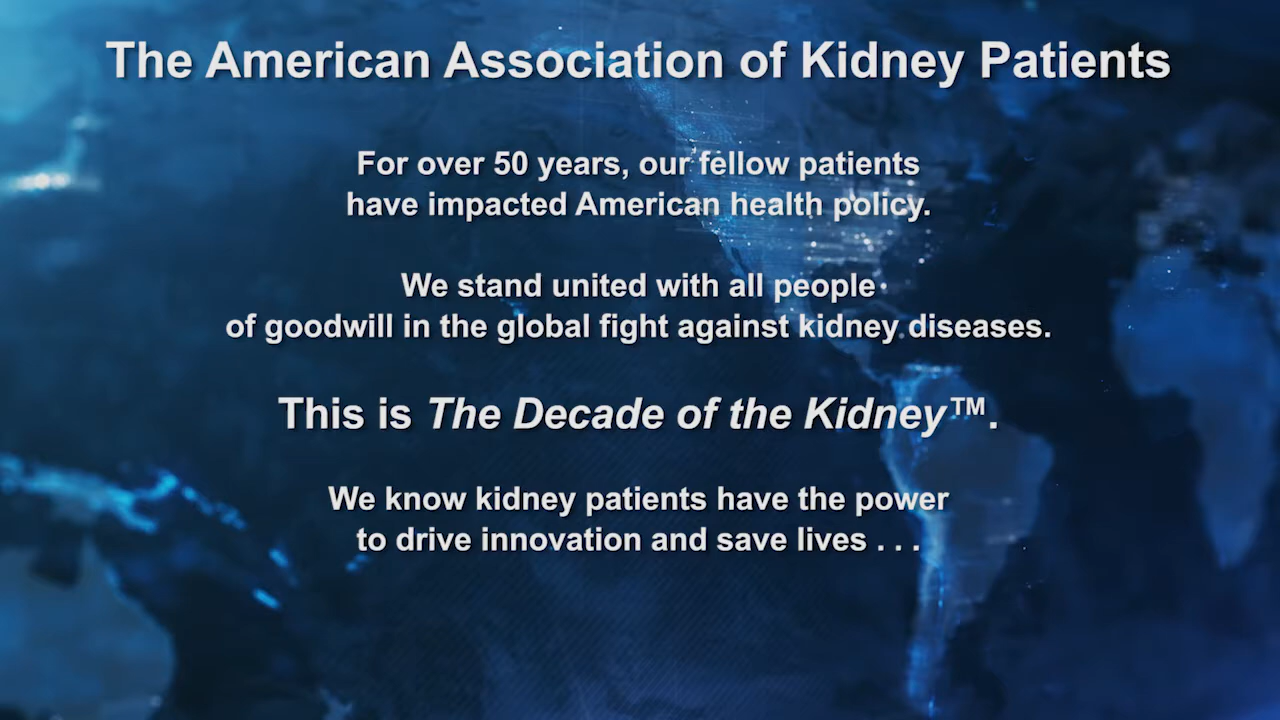 The American Association of Kidney Patients
For over 50 years, our fellow patients
have impacted American health policy.
We stand united with all people
of goodwill in the global fight against kidney diseases.
This is The Decade of the Kidney™.
We know kidney patients have the power
to drive innovation and save lives . . .